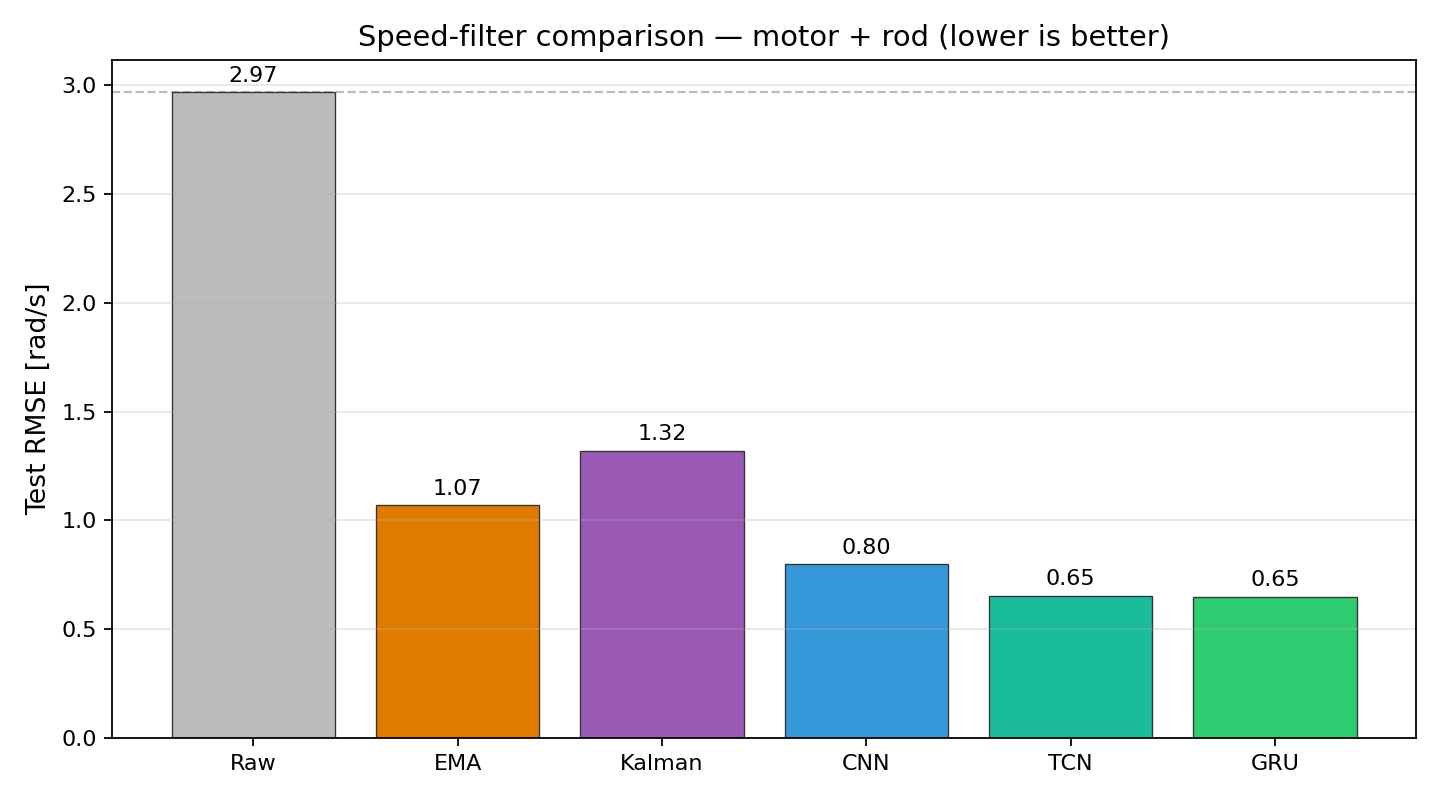 Speed-filter comparison — motor + rod (lower is better)
Test RMSE [rad/s]
3.0
2.5
2.0
1.5
1.0
0.5
0.0
2.97
1.07
1.32
0.80
0.65
0.65
Raw
EMA
Kalman
CNN
TCN
GRU